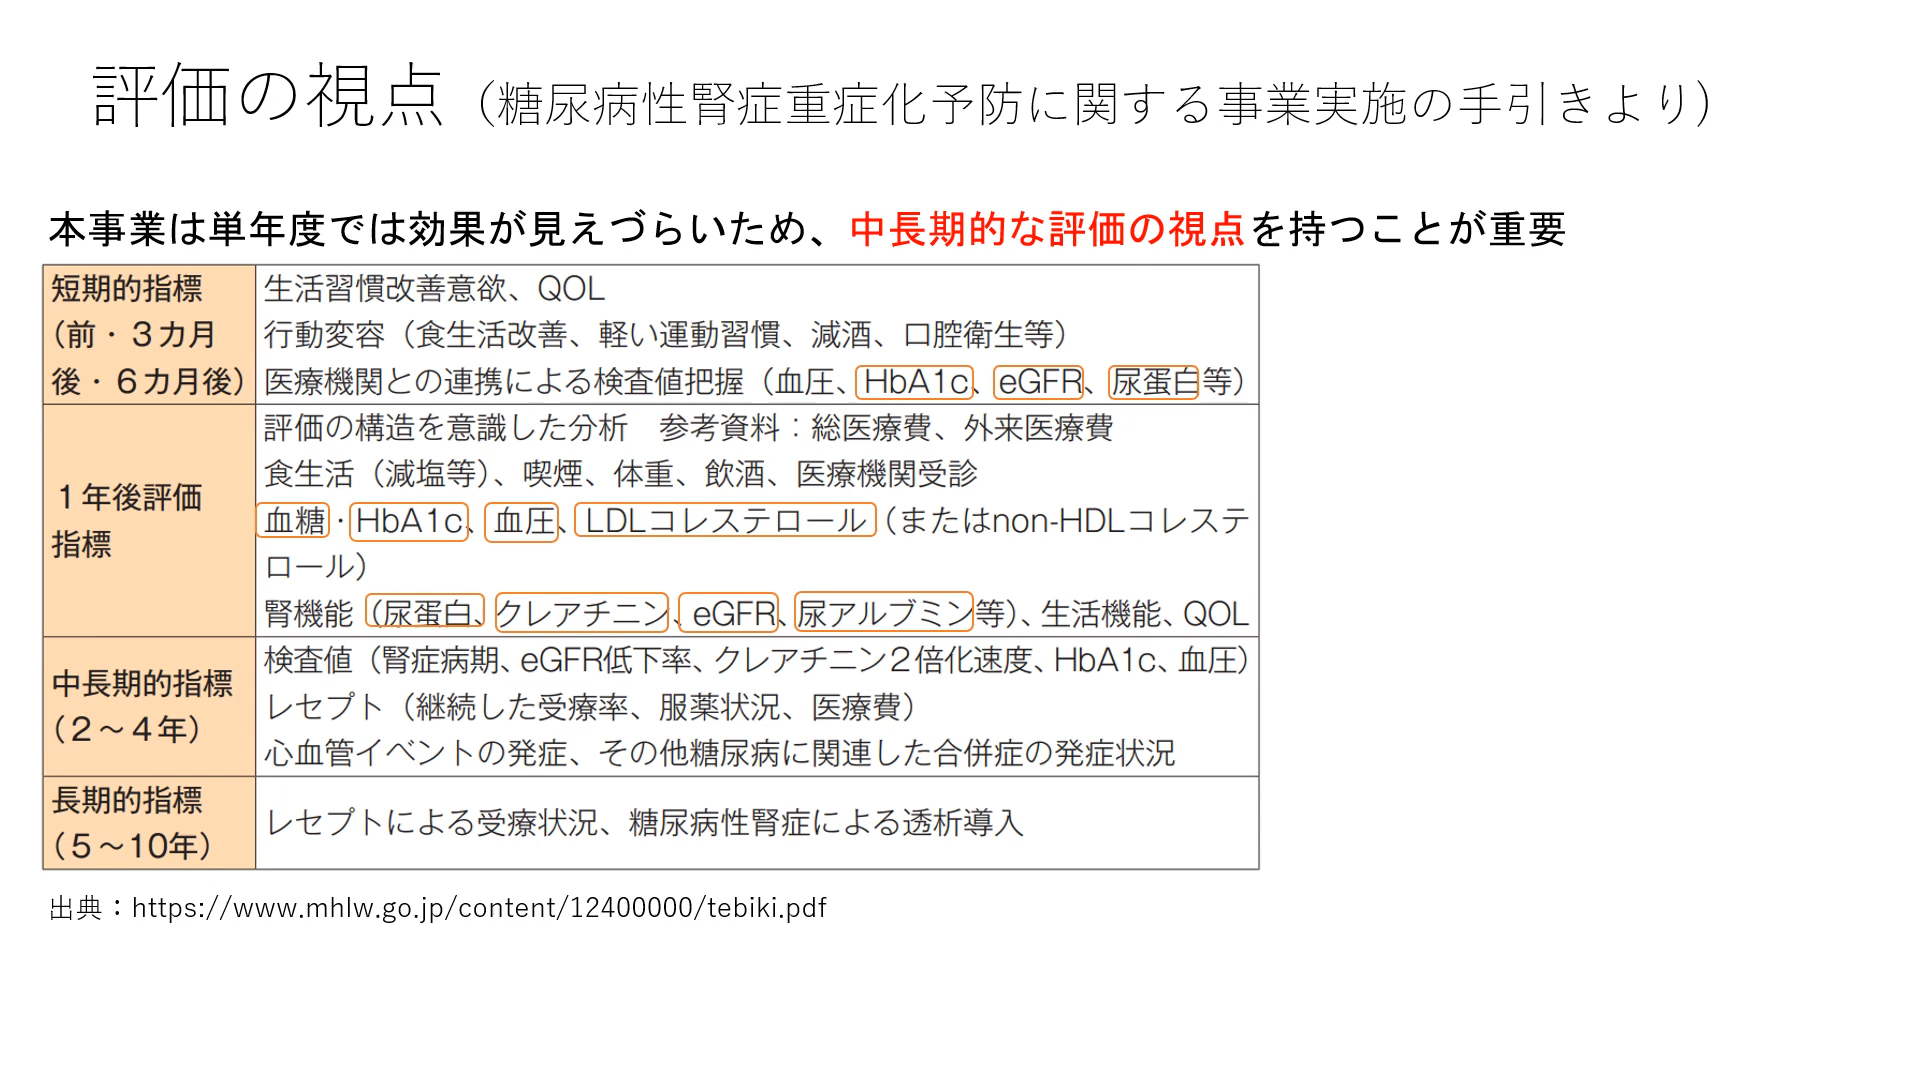 評価の視点（糖尿病性腎症重症化予防に関する事業実施の手引きより）
本事業は単年度では効果が見えづらいため、中長期的な評価の視点を持つことが重要
短期的指標
（前・３カ月
後・６カ月後）
生活習慣改善意欲、QOL
行動変容（食生活改善、軽い運動習慣、減酒、口腔衛生等）
医療機関との連携による検査値把握（血圧、HbA1c、eGFR、尿蛋白等）
１年後評価
指標
評価の構造を意識した分析　参考資料：総医療費、外来医療費
食生活（減塩等）、喫煙、体重、飲酒、医療機関受診
血糖・HbA1c、血圧、LDLコレステロール（またはnon-HDLコレステ
ロール）
腎機能（尿蛋白、クレアチニン、eGFR、尿アルブミン等）、生活機能、QOL
中長期的指標
（２～４年）
検査値（腎症病期、eGFR低下率、クレアチニン２倍化速度、HbA1c、血圧）
レセプト（継続した受療率、服薬状況、医療費）
心血管イベントの発症、その他糖尿病に関連した合併症の発症状況
長期的指標
（５～10年）
レセプトによる受療状況、糖尿病性腎症による透析導入
出典：https://www.mhlw.go.jp/content/12400000/tebiki.pdf